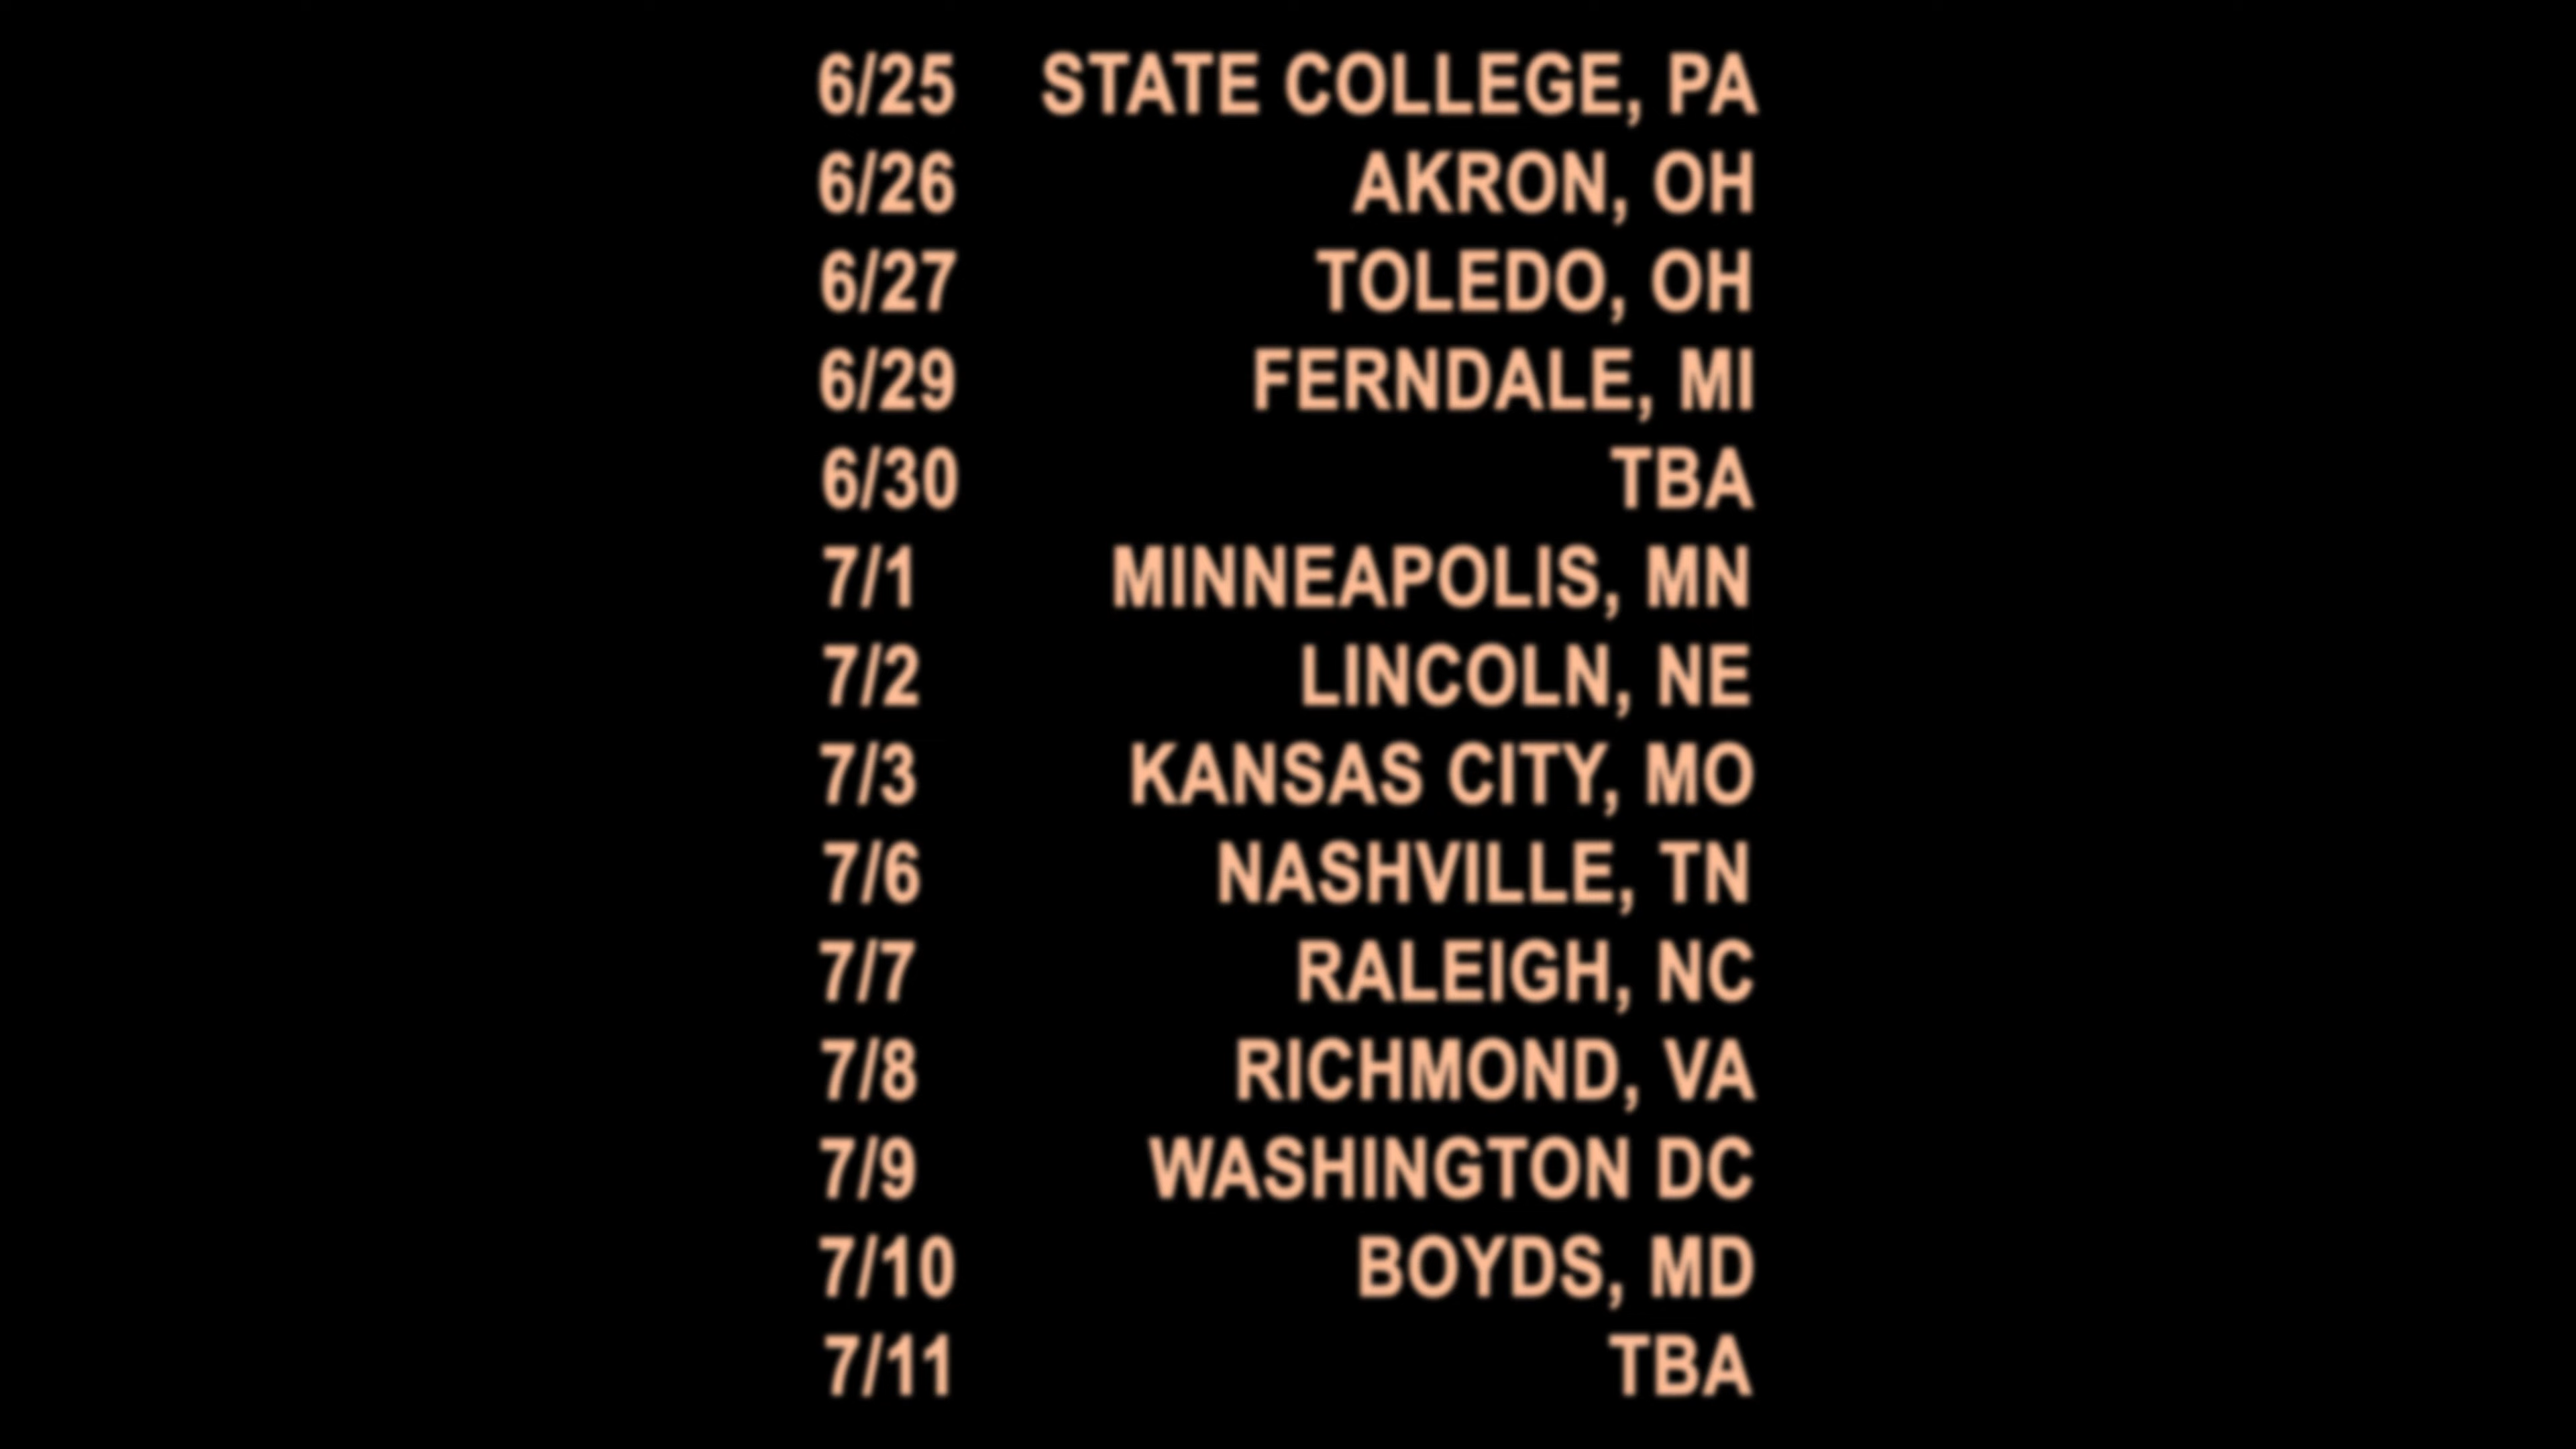 6/25 STATE COLLEGE, PA
6/26 AKRON, OH
6/27 TOLEDO, OH
6/29 FERNDALE, MI
6/30 TBA
7/1 MINNEAPOLIS, MN
7/2 LINCOLN, NE
7/3 KANSAS CITY, MO
7/6 NASHVILLE, TN
7/7 RALEIGH, NC
7/8 RICHMOND, VA
7/9 WASHINGTON DC
7/10 BOYDS, MD
7/11 TBA